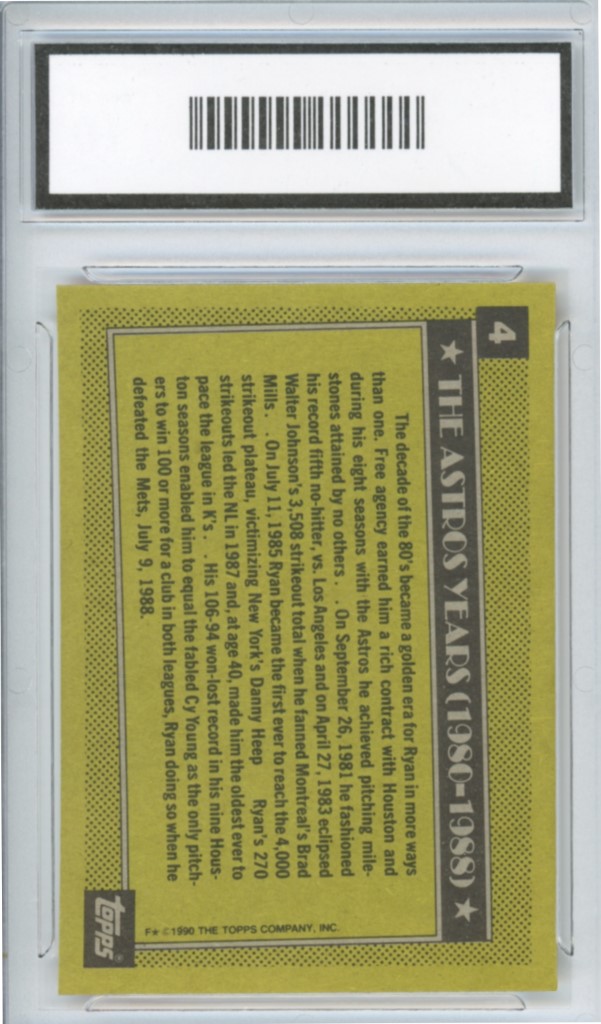 4
★ THE ASTROS YEARS (1980-1988) ★
The decade of the 80's became a golden era for Ryan in more ways
than one. Free agency earned him a rich contract with Houston and
during his eight seasons with the Astros he achieved pitching mile-
stones attained by no others . . On September 26, 1981 he fashioned
his record fifth no-hitter, vs. Los Angeles and on April 27, 1983 eclipsed
Walter Johnson's 3,508 strikeout total when he fanned Montreal's Brad
Mills . . On July 11, 1985 Ryan became the first ever to reach the 4,000
strikeout plateau, victimizing New York's Danny Heep   Ryan's 270
strikeouts led the NL in 1987 and, at age 40, made him the oldest ever to
pace the league in K's . . His 106-94 won-lost record in his nine Hous-
ton seasons enabled him to equal the fabled Cy Young as the only pitch-
ers to win 100 or more for a club in both leagues, Ryan doing so when he
defeated the Mets, July 9, 1988.
F★ ©1990 THE TOPPS COMPANY, INC.
topps®